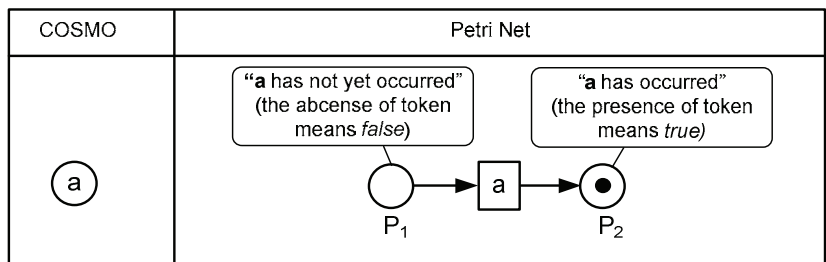 COSMO
Petri Net
“a has not yet occurred”
(the abcense of token
means false)
“a has occurred”
(the presence of token
means true)
a
a
P1
P2